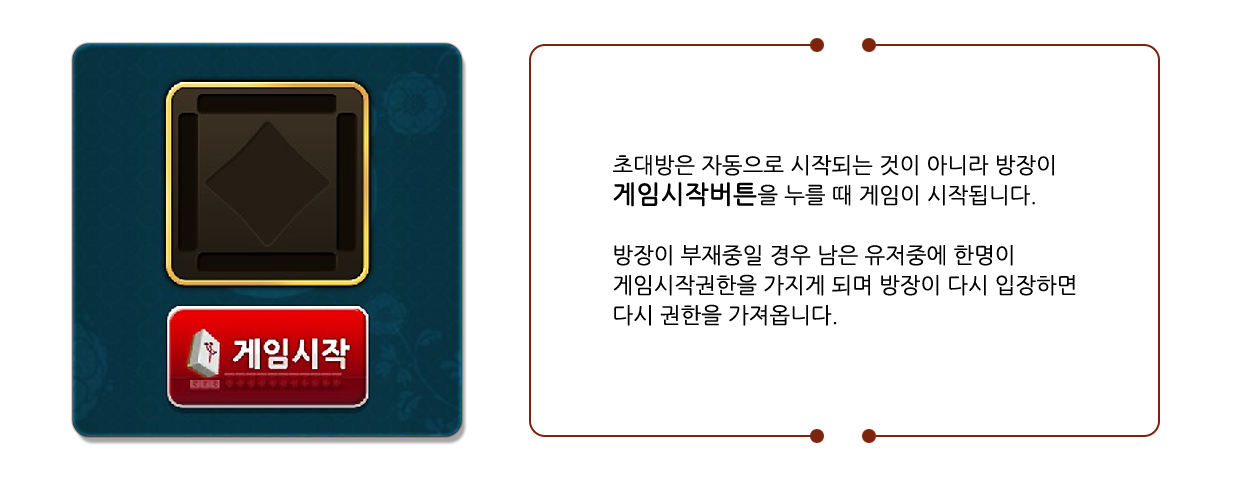 게임시작
초대방은 자동으로 시작되는 것이 아니라 방장이
게임시작버튼을 누를 때 게임이 시작됩니다.
방장이 부재중일 경우 남은 유저중에 한명이
게임시작권한을 가지게 되며 방장이 다시 입장하면
다시 권한을 가져옵니다.